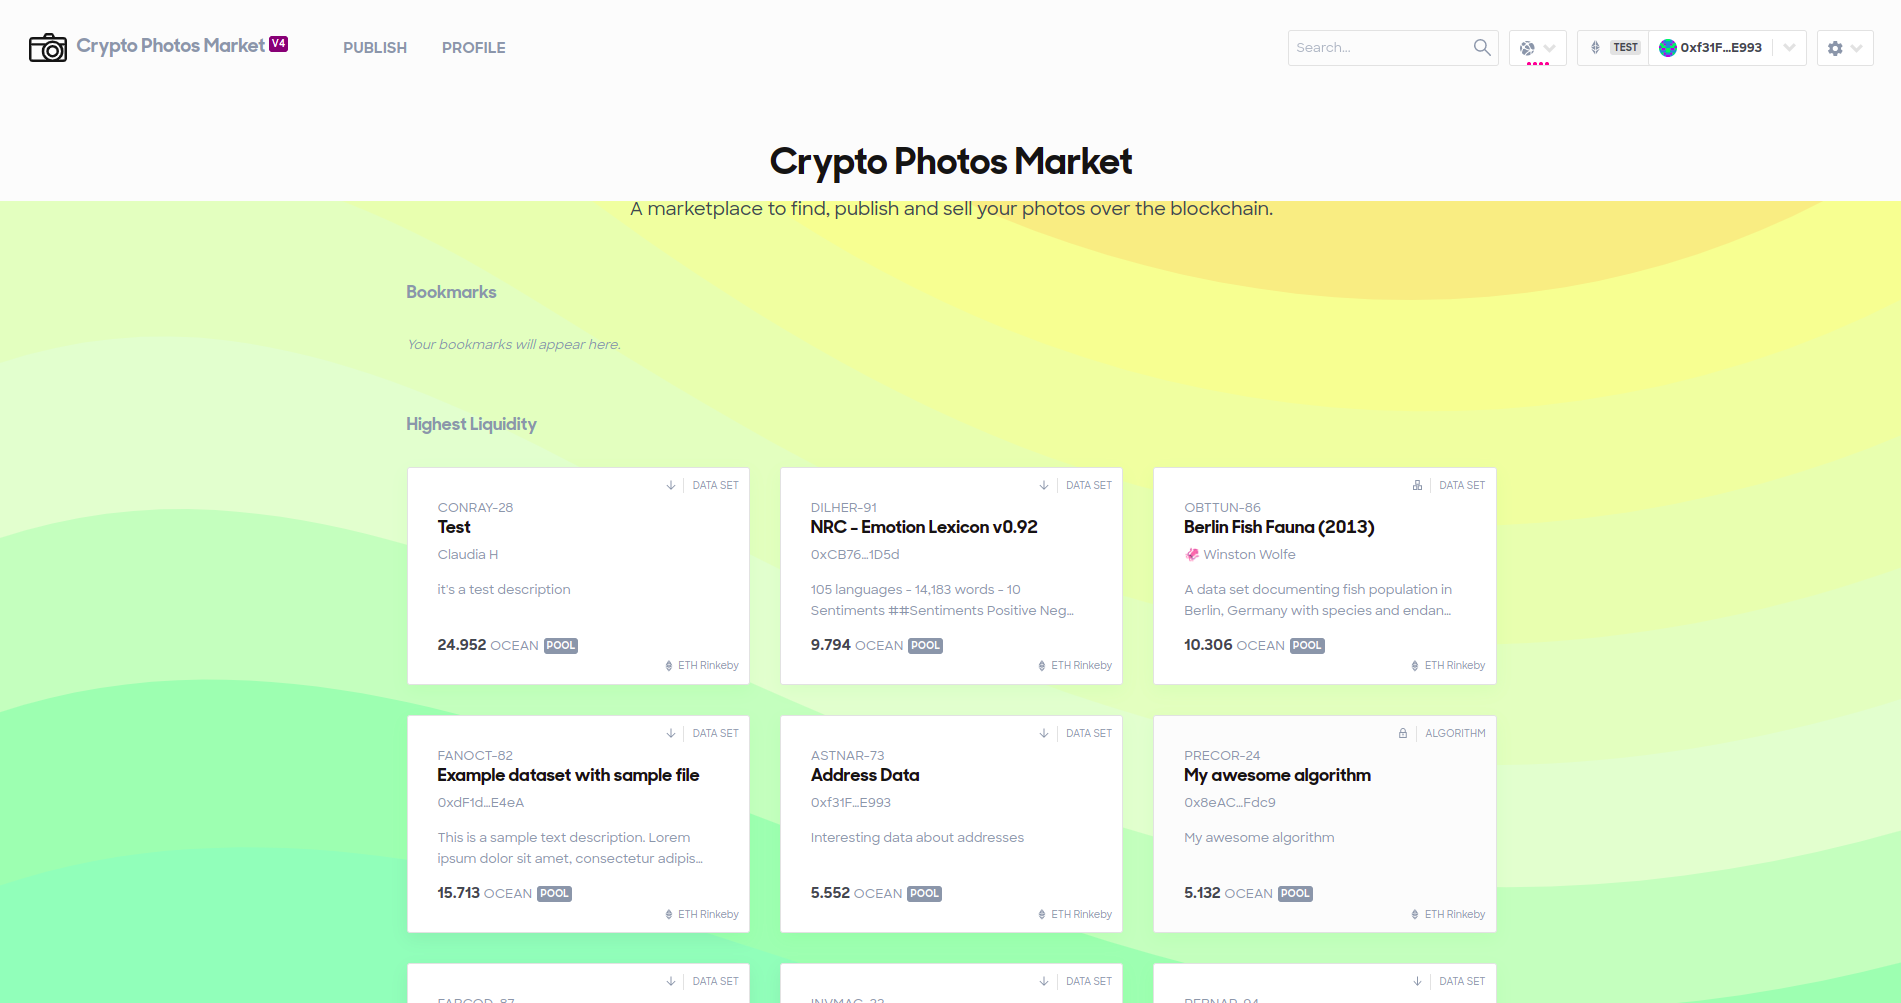 Crypto Photos Market V4
PUBLISH
PROFILE
Search...
TEST
0xf31F…E993
Crypto Photos Market
A marketplace to find, publish and sell your photos over the blockchain.
Bookmarks
Your bookmarks will appear here.
Highest Liquidity
DATA SET
CONRAY-28
Test
Claudia H
it's a test description
24.952 OCEAN POOL
ETH Rinkeby
DATA SET
DILHER-91
NRC - Emotion Lexicon v0.92
0xCB76…1D5d
105 languages - 14,183 words - 10
Sentiments ##Sentiments Positive Neg…
9.794 OCEAN POOL
ETH Rinkeby
DATA SET
OBTTUN-86
Berlin Fish Fauna (2013)
Winston Wolfe
A data set documenting fish population in
Berlin, Germany with species and endan…
10.306 OCEAN POOL
ETH Rinkeby
DATA SET
FANOCT-82
Example dataset with sample file
0xdF1d…E4eA
This is a sample text description. Lorem
ipsum dolor sit amet, consectetur adipis…
15.713 OCEAN POOL
ETH Rinkeby
DATA SET
ASTNAR-73
Address Data
0xf31F…E993
Interesting data about addresses
5.552 OCEAN POOL
ETH Rinkeby
ALGORITHM
PRECOR-24
My awesome algorithm
0x8eAC…Fdc9
My awesome algorithm
5.132 OCEAN POOL
ETH Rinkeby
DATA SET
DATA SET
DATA SET